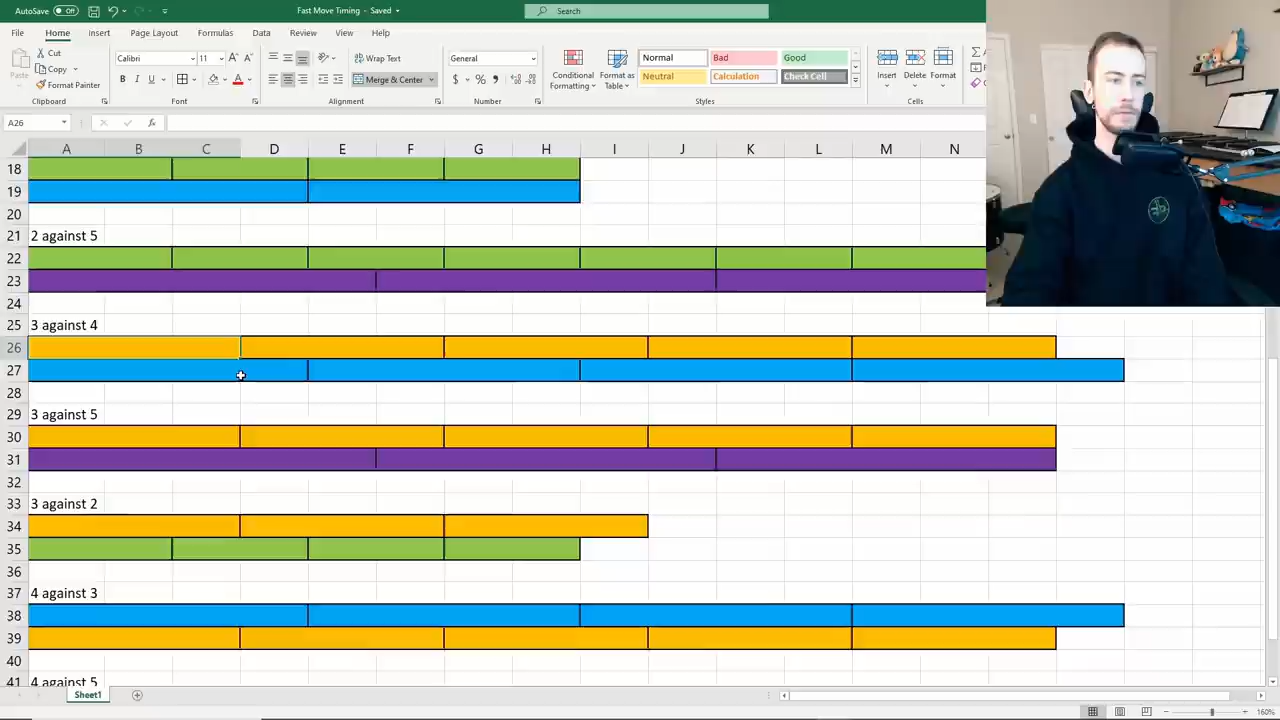 AutoSave Off Fast Move Timing - Saved Search
File Home Insert Page Layout Formulas Data Review View Help
Paste Cut Copy Format Painter
Calibri 11 A A
B I U A
Wrap Text
Merge & Center
General
$ % ,
Conditional Formatting Format as Table
Normal Bad Good
Neutral Calculation Check Cell
Insert Delete Format
Clipboard Font Alignment Number Styles Cells
A26 fx
A B C D E F G H I J K L M N
18
19
20
21 2 against 5
22
23
24
25 3 against 4
26
27
28
29 3 against 5
30
31
32
33 3 against 2
34
35
36
37 4 against 3
38
39
40
41 4 against 5
Sheet1
160%